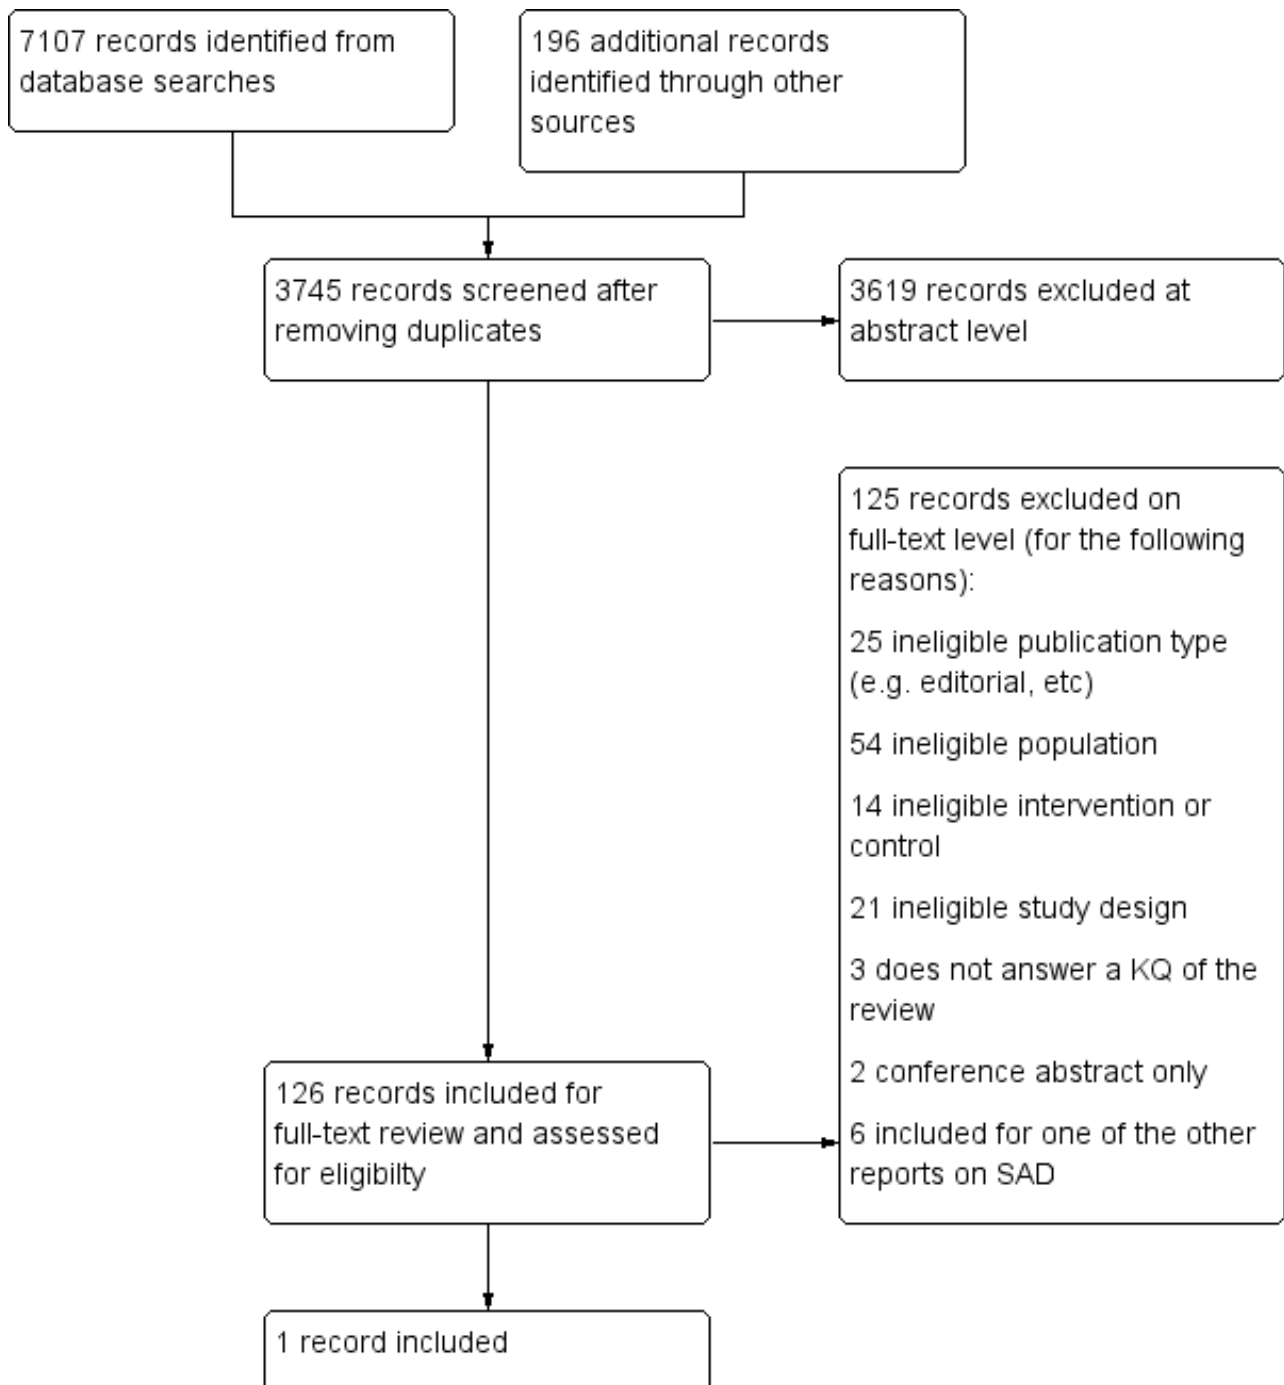 7107 records identified from
database searches
196 additional records
identified through other
sources
3745 records screened after
removing duplicates
3619 records excluded at
abstract level
125 records excluded on
full-text level (for the following
reasons):
25 ineligible publication type
(e.g. editorial, etc)
54 ineligible population
14 ineligible intervention or
control
21 ineligible study design
3 does not answer a KQ of the
review
2 conference abstract only
6 included for one of the other
reports on SAD
126 records included for
full-text review and assessed
for eligibilty
1 record included